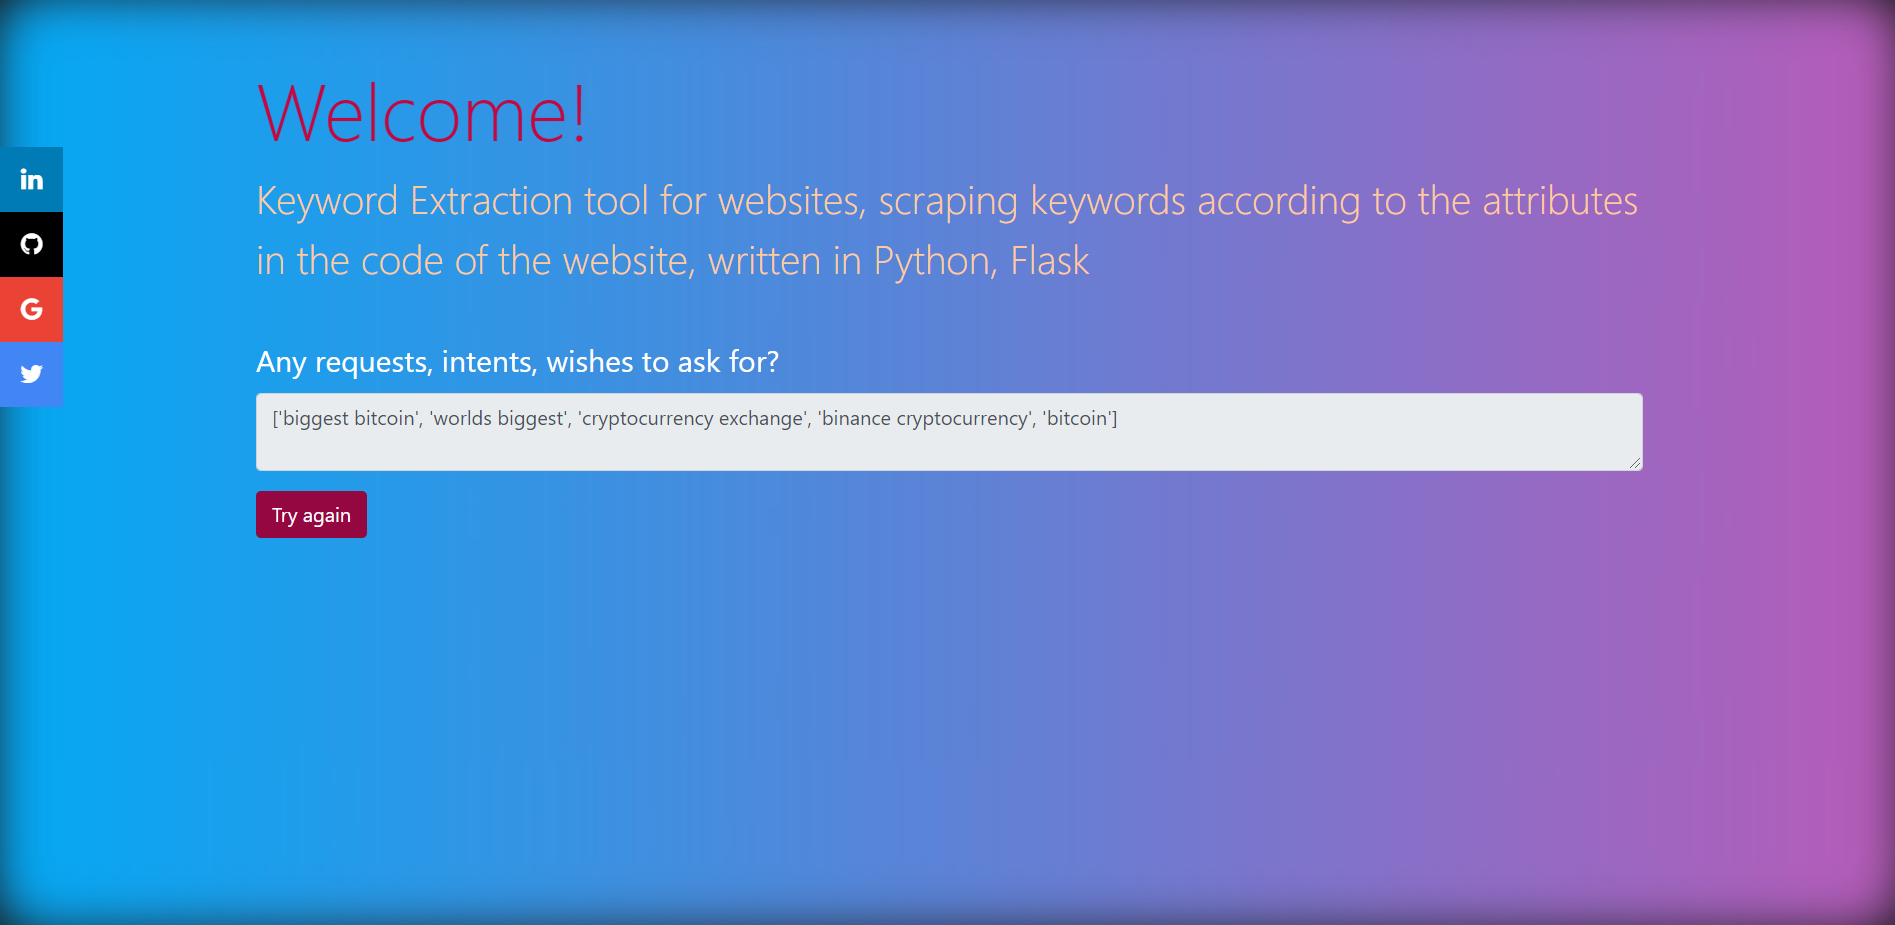 Welcome!
Keyword Extraction tool for websites, scraping keywords according to the attributes
in the code of the website, written in Python, Flask
Any requests, intents, wishes to ask for?
['biggest bitcoin', 'worlds biggest', 'cryptocurrency exchange', 'binance cryptocurrency', 'bitcoin']
Try again